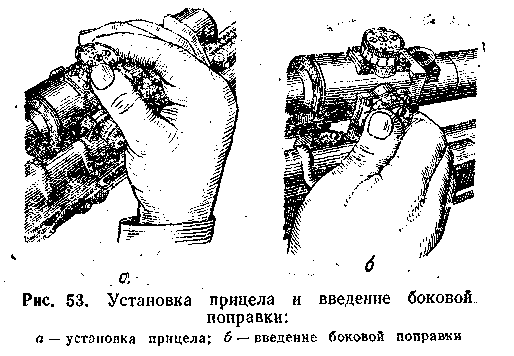 а
б
Рис. 53. Установка прицела и введение боковой
поправки:
а — установка прицела; б — введение боковой поправки